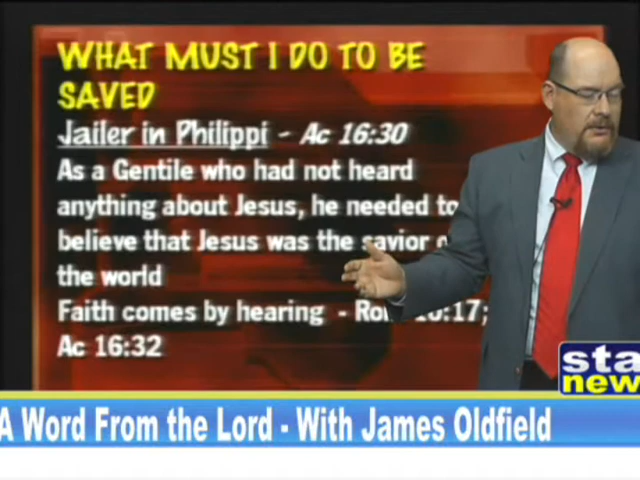 WHAT MUST I DO TO BE
SAVED
Jailer in Philippi - Ac 16:30
As a Gentile who had not heard
anything about Jesus, he needed to
believe that Jesus was the savior
the world
Faith comes by hearing - :17;
Ac 16:32
sta
new
A Word From the Lord - With James Oldfield